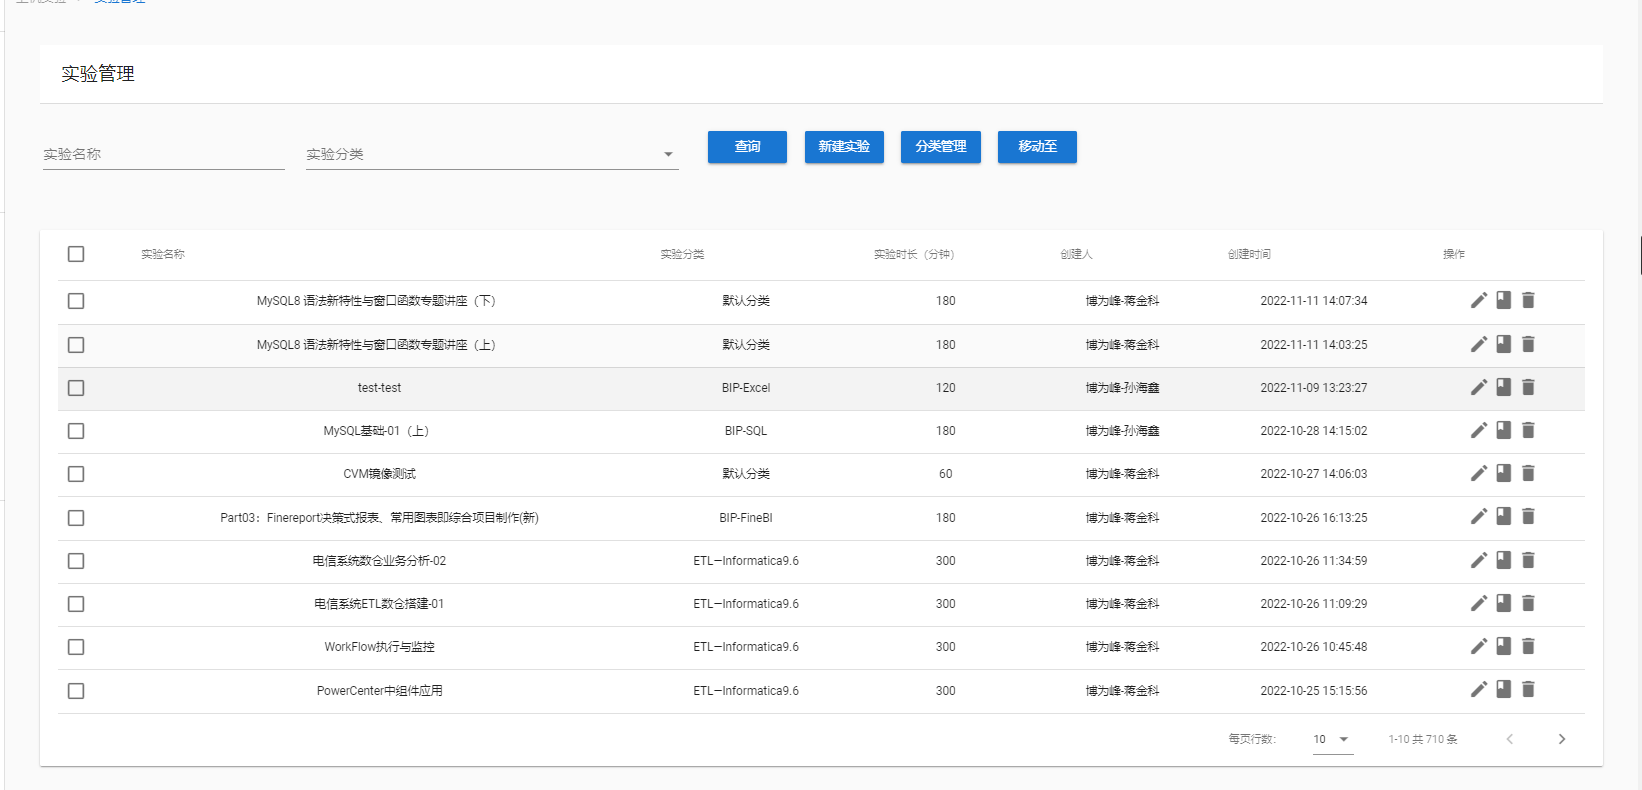 实验管理
实验管理
实验名称 实验分类 查询 新建实验 分类管理 移动至
实验名称 实验分类 实验时长（分钟） 创建人 创建时间 操作
MySQL8 语法新特性与窗口函数专题讲座（下） 默认分类 180 博为峰-蒋金科 2022-11-11 14:07:34
MySQL8 语法新特性与窗口函数专题讲座（上） 默认分类 180 博为峰-蒋金科 2022-11-11 14:03:25
test-test BIP-Excel 120 博为峰-孙海鑫 2022-11-09 13:23:27
MySQL基础-01（上） BIP-SQL 180 博为峰-孙海鑫 2022-10-28 14:15:02
CVM镜像测试 默认分类 60 博为峰-蒋金科 2022-10-27 14:06:03
Part03：Finereport决策式报表、常用图表即综合项目制作(新) BIP-FineBI 180 博为峰-蒋金科 2022-10-26 16:13:25
电信系统数仓业务分析-02 ETL—Informatica9.6 300 博为峰-蒋金科 2022-10-26 11:34:59
电信系统ETL数仓搭建-01 ETL—Informatica9.6 300 博为峰-蒋金科 2022-10-26 11:09:29
WorkFlow执行与监控 ETL—Informatica9.6 300 博为峰-蒋金科 2022-10-26 10:45:48
PowerCenter中组件应用 ETL—Informatica9.6 300 博为峰-蒋金科 2022-10-25 15:15:56
每页行数： 10 1-10 共 710 条